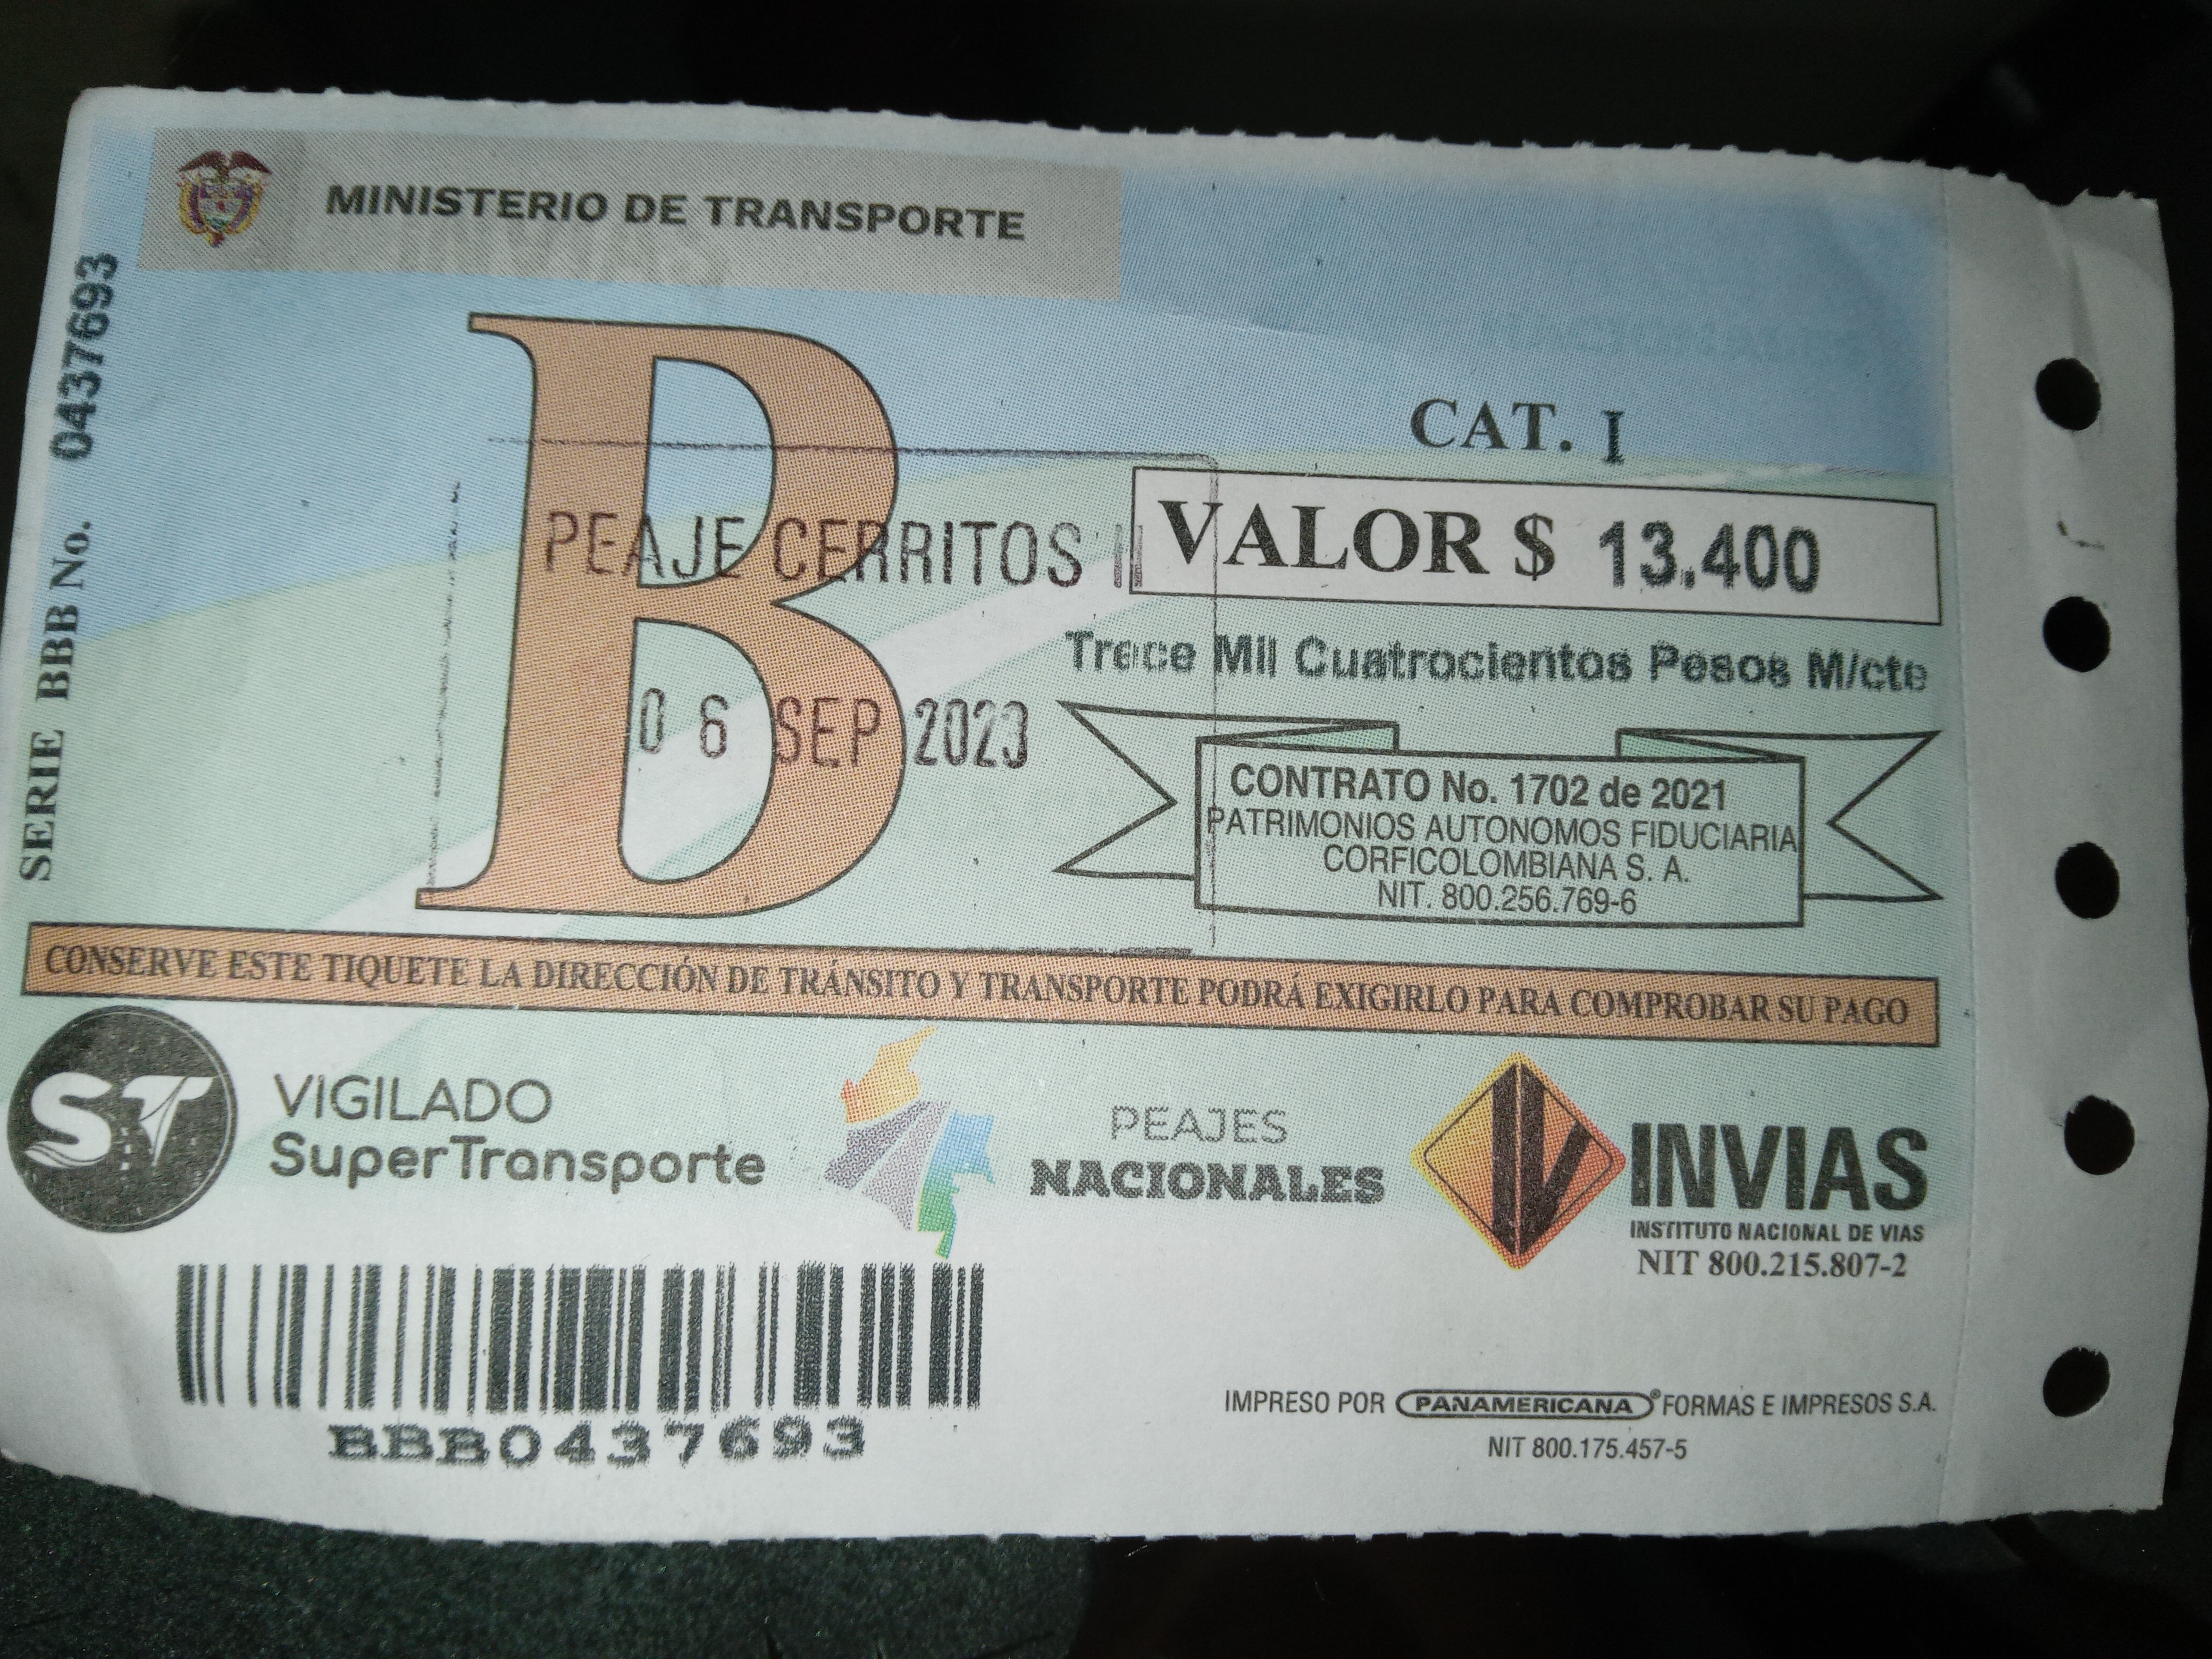 MINISTERIO DE TRANSPORTE
SERIE BBB No. 0437693
B
CAT. I
PEAJE CERRITOS II
VALOR $ 13.400
Trece Mil Cuatrocientos Pesos M/cte
06 SEP 2023
CONTRATO No. 1702 de 2021
PATRIMONIOS AUTONOMOS FIDUCIARIA
CORFICOLOMBIANA S. A.
NIT. 800.256.769-6
CONSERVE ESTE TIQUETE LA DIRECCIÓN DE TRÁNSITO Y TRANSPORTE PODRÁ EXIGIRLO PARA COMPROBAR SU PAGO
ST
VIGILADO
SuperTransporte
PEAJES
NACIONALES
INVIAS
INSTITUTO NACIONAL DE VIAS
NIT 800.215.807-2
BBB0437693
IMPRESO POR PANAMERICANA® FORMAS E IMPRESOS S.A.
NIT 800.175.457-5